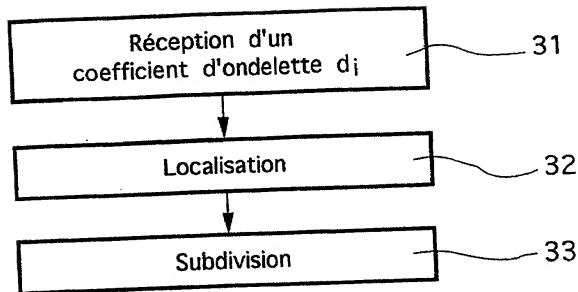 Réception d'un
coefficient d'ondelette di
31
Localisation
32
Subdivision
33